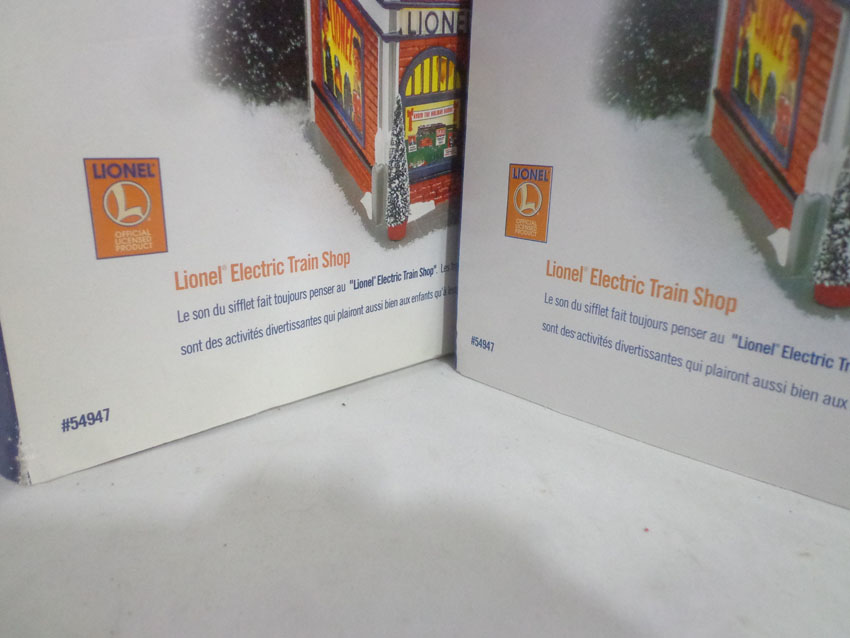 LIONEL
LIONE
LIONEL
L
OFFICIAL
LICENSED
PRODUCT
Lionel® Electric Train Shop
Le son du sifflet fait toujours penser au "Lionel® Electric Train Shop".
sont des activités divertissantes qui plairont aussi bien aux enfants qu'à
#54947
LIONEL
LIONEL
L
OFFICIAL
LICENSED
PRODUCT
Lionel® Electric Train Shop
Le son du sifflet fait toujours penser au "Lionel® Electric Tr
sont des activités divertissantes qui plairont aussi bien aux
#54947